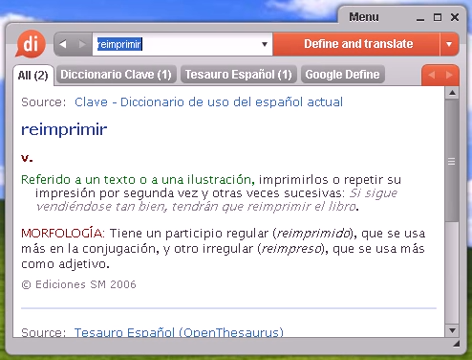 Menu
di
reimprimir
Define and translate
All (2)
Diccionario Clave (1)
Tesauro Español (1)
Google Define
Source: Clave - Diccionario de uso del español actual
reimprimir
v.
Referido a un texto o a una ilustración, imprimirlos o repetir su
impresión por segunda vez y otras veces sucesivas: Si sigue
vendiéndose tan bien, tendrán que reimprimir el libro.
MORFOLOGÍA: Tiene un participio regular (reimprimido), que se usa
más en la conjugación, y otro irregular (reimpreso), que se usa más
como adjetivo.
© Ediciones SM 2006
Source: Tesauro Español (OpenThesaurus)